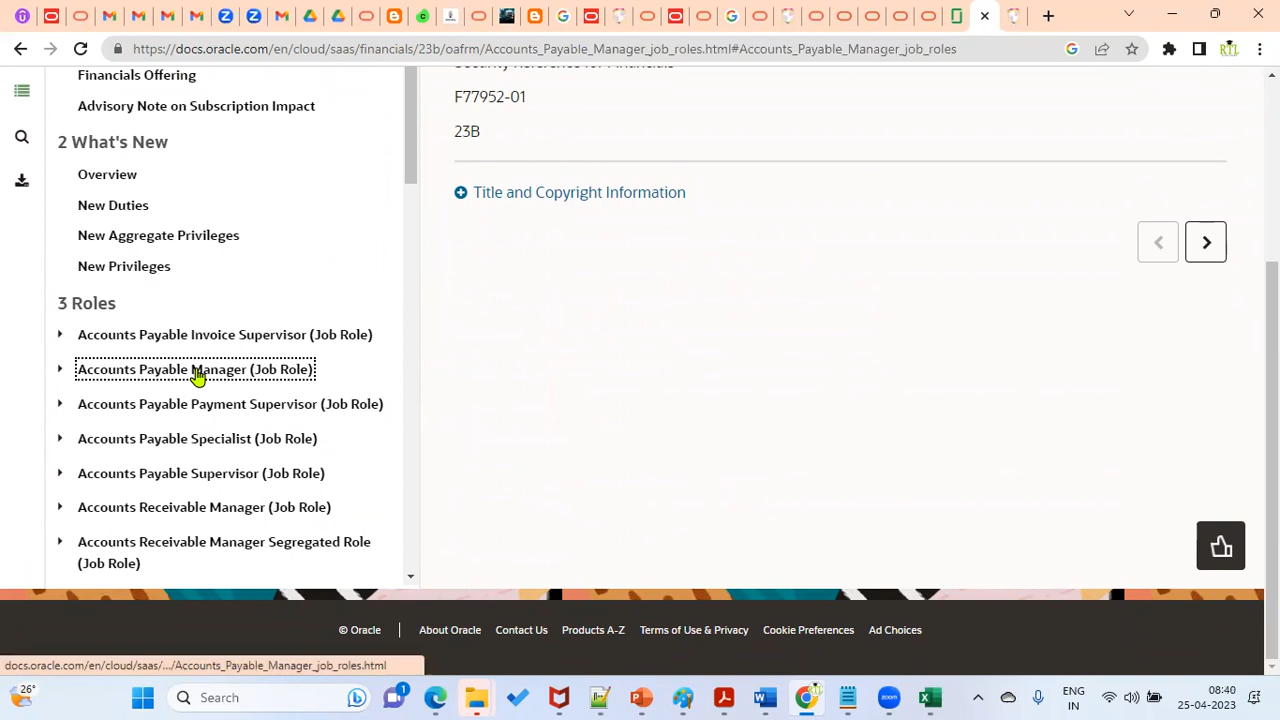 https://docs.oracle.com/en/cloud/saas/financials/23b/oafrm/Accounts_Payable_Manager_job_roles.html#Accounts_Payable_Manager_job_roles
Financials Offering
Advisory Note on Subscription Impact
2 What's New
Overview
New Duties
New Aggregate Privileges
New Privileges
3 Roles
Accounts Payable Invoice Supervisor (Job Role)
Accounts Payable Manager (Job Role)
Accounts Payable Payment Supervisor (Job Role)
Accounts Payable Specialist (Job Role)
Accounts Payable Supervisor (Job Role)
Accounts Receivable Manager (Job Role)
Accounts Receivable Manager Segregated Role
(Job Role)
Security Reference for Financials
F77952-01
23B
Title and Copyright Information
© Oracle
About Oracle
Contact Us
Products A-Z
Terms of Use & Privacy
Cookie Preferences
Ad Choices
docs.oracle.com/en/cloud/saas/.../Accounts_Payable_Manager_job_roles.html
26°
Search
1
ENG
IN
08:40
25-04-2023